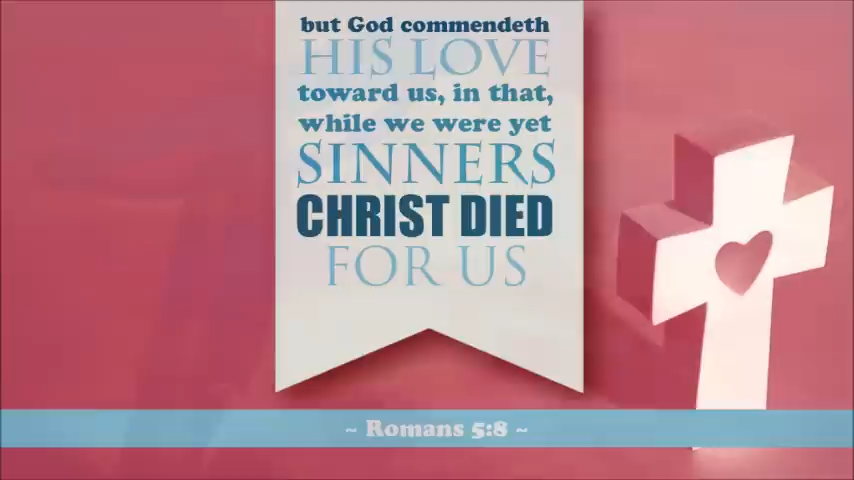 but God commendeth
HIS LOVE
toward us, in that,
while we were yet
SINNERS
CHRIST DIED
FOR US
~ Romans 5:8 ~